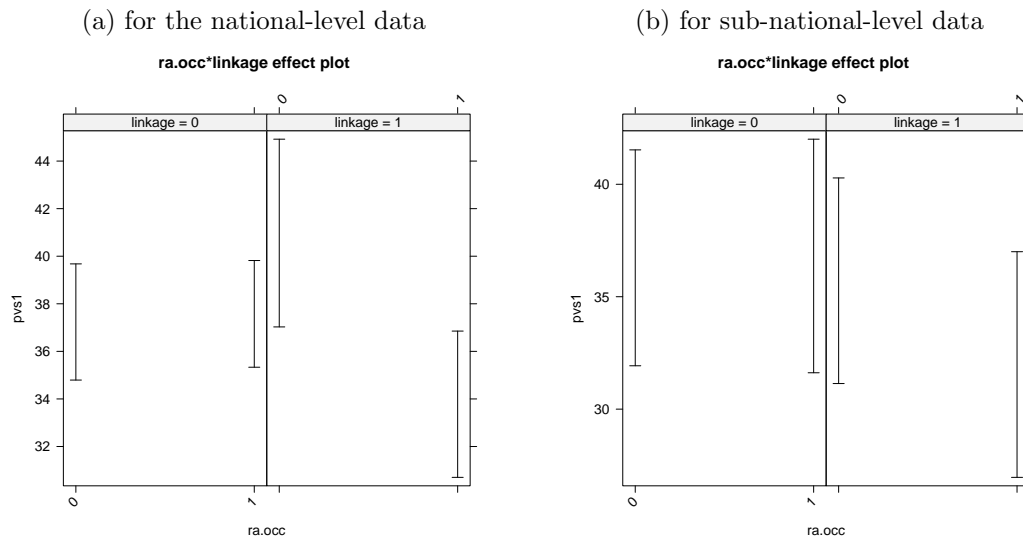 (a) for the national-level data
ra.occ*linkage effect plot
0 1
linkage = 0 linkage = 1
44
42
40
38
36
34
32
pvs1
0 1
ra.occ
(b) for sub-national-level data
ra.occ*linkage effect plot
0 1
linkage = 0 linkage = 1
40
35
30
pvs1
0 1
ra.occ